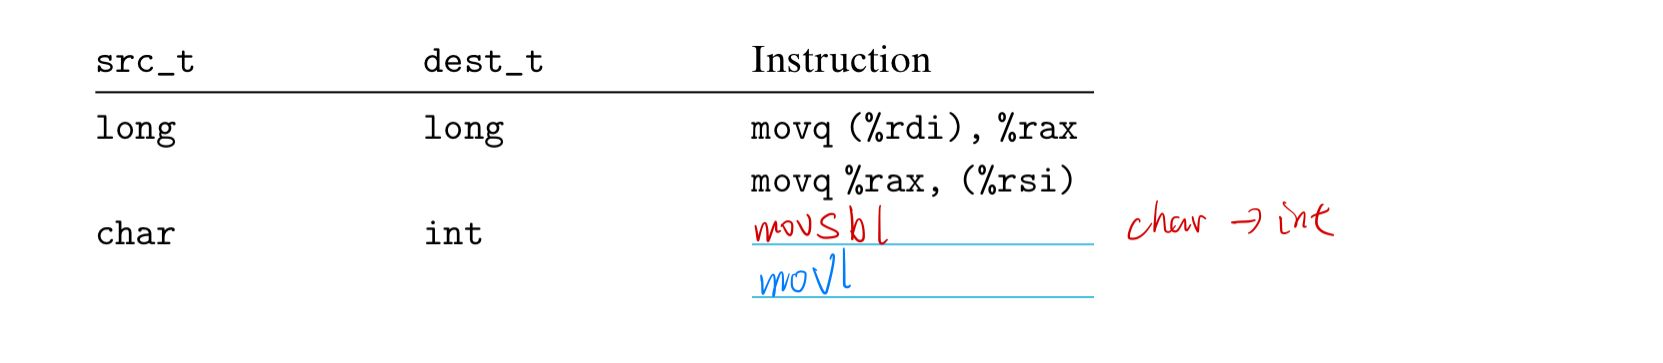 src_t dest_t Instruction
long long movq (%rdi), %rax
movq %rax, (%rsi)
char int movsbl char → int
movl